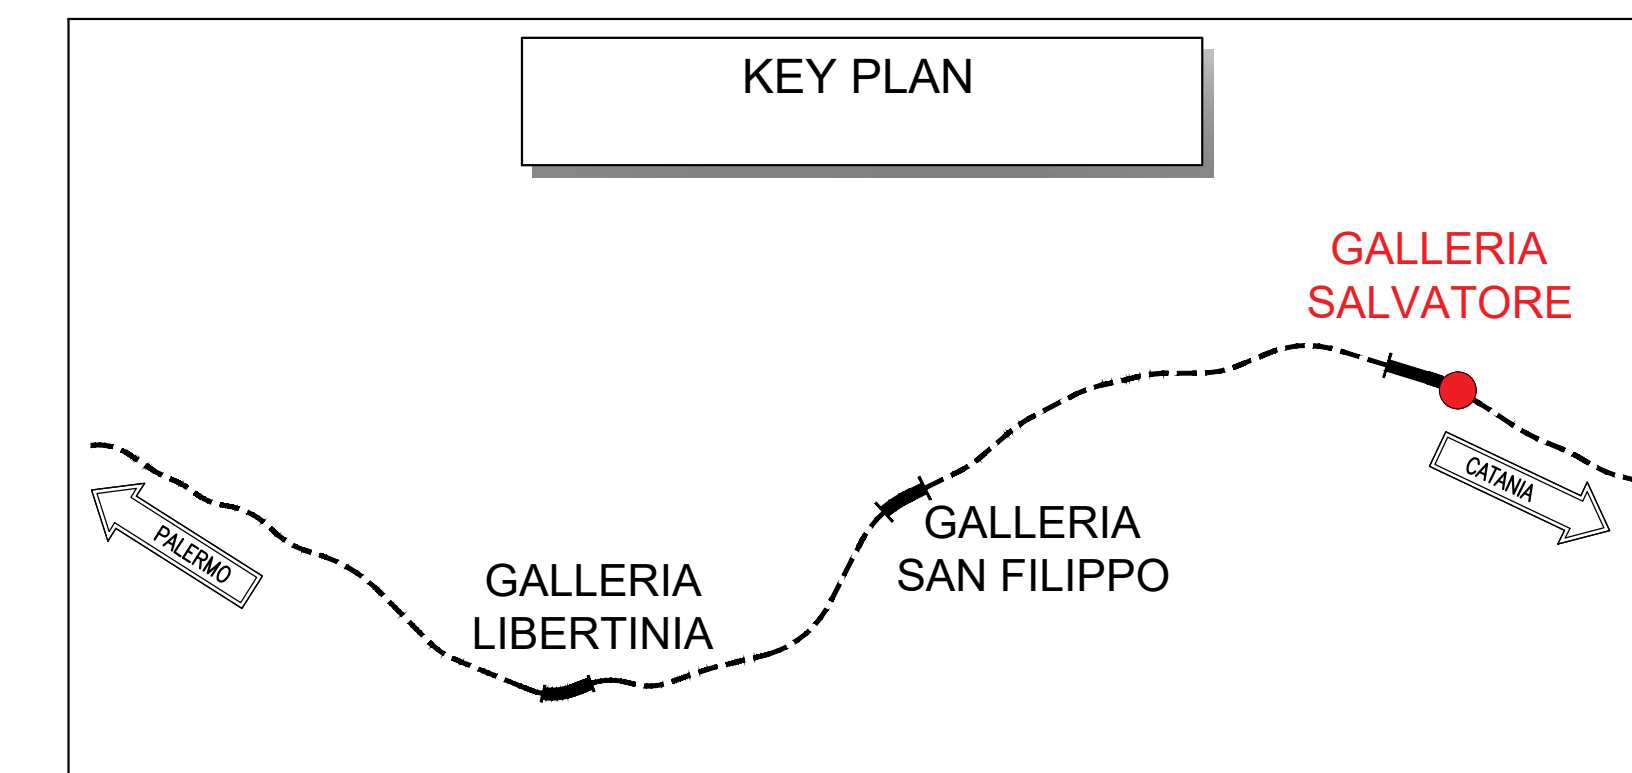 KEY PLAN
GALLERIA
SALVATORE
CATANIA
GALLERIA
SAN FILIPPO
PALERMO
GALLERIA
LIBERTINIA